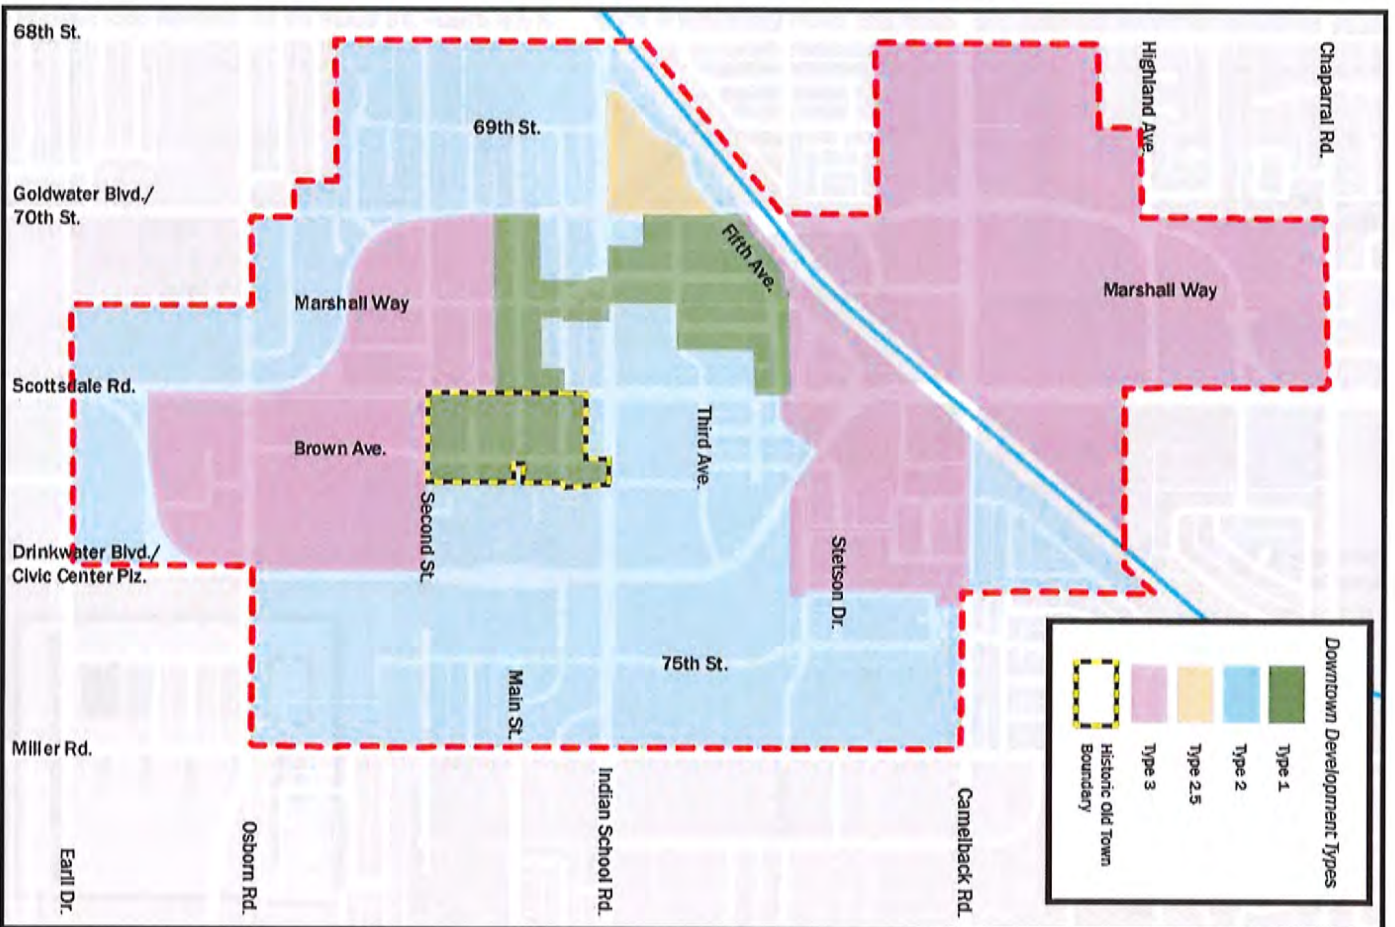 68th St.
Goldwater Blvd./
70th St.
Scottsdale Rd.
Drinkwater Blvd./
Civic Center Plz.
Miller Rd.
69th St.
Marshall Way
Brown Ave.
75th St.
Marshall Way
Fifth Ave.
Third Ave.
Second St.
Main St.
Stetson Dr.
Highland Ave.
Chaparral Rd.
Earll Dr.
Osborn Rd.
Indian School Rd.
Camelback Rd.
Downtown Development Types
Type 1
Type 2
Type 2.5
Type 3
Historic Old Town
Boundary